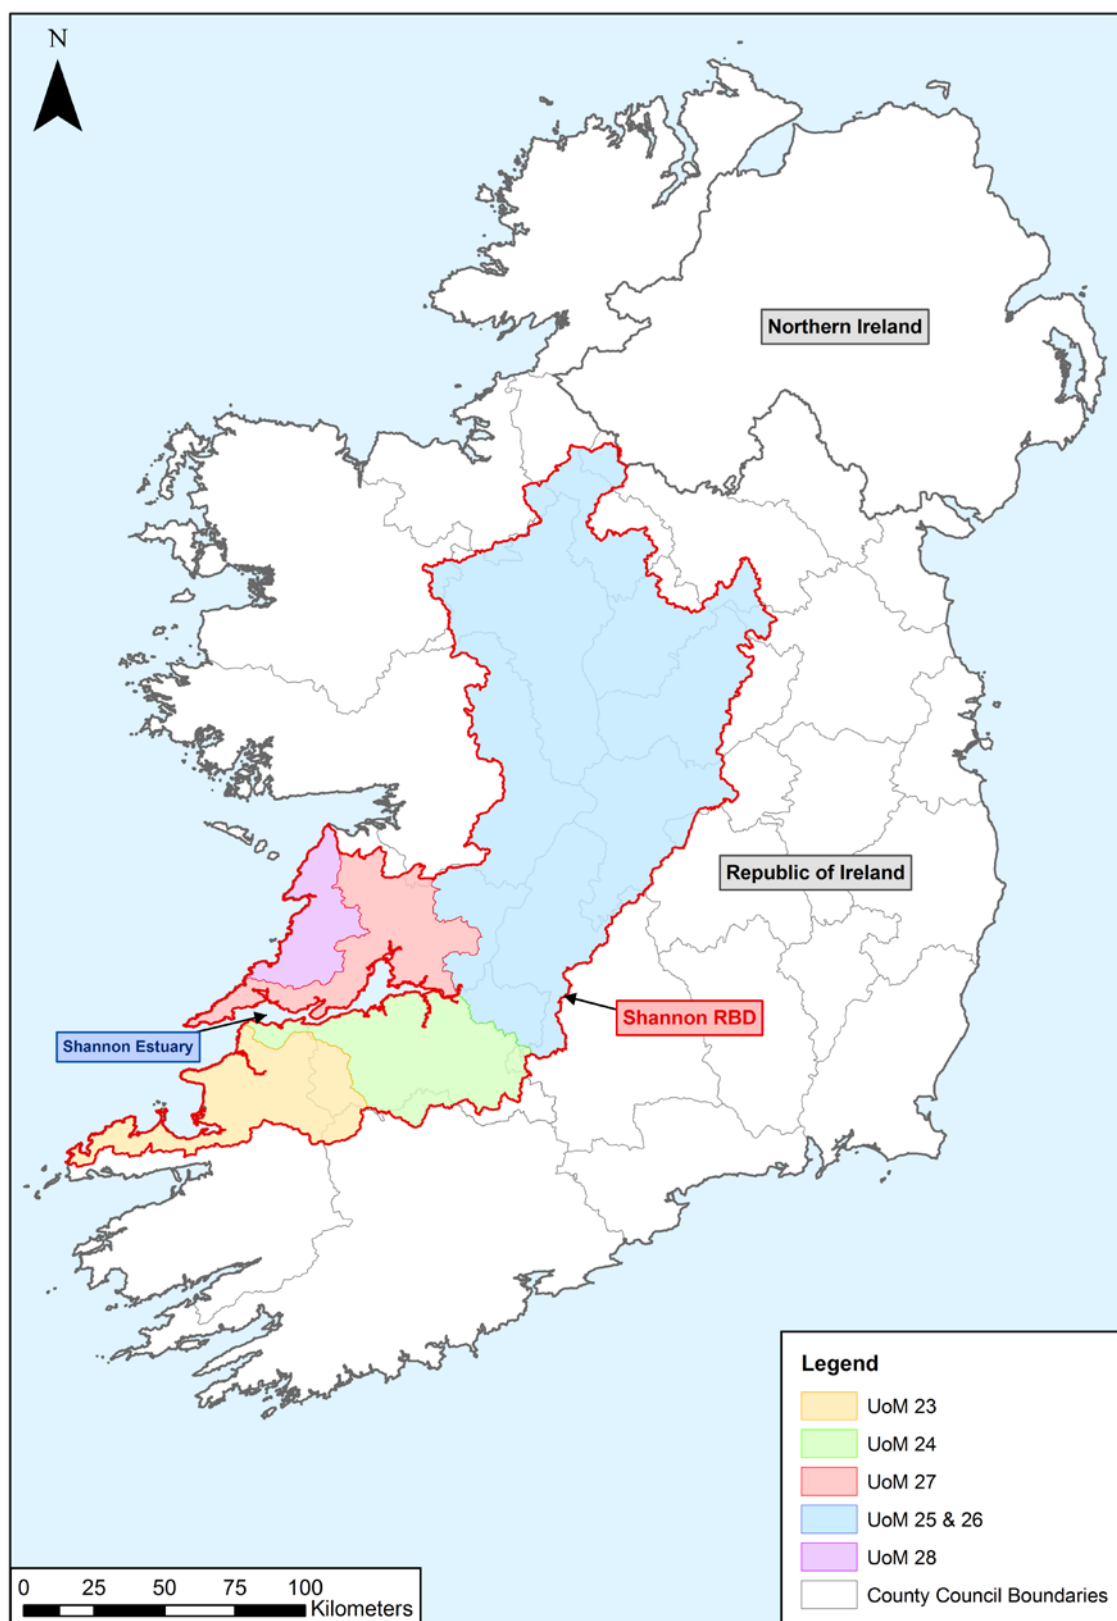 N
Northern Ireland
Republic of Ireland
Shannon RBD
Shannon Estuary
Legend
UoM 23
UoM 24
UoM 27
UoM 25 & 26
UoM 28
County Council Boundaries
0 25 50 75 100
Kilometers